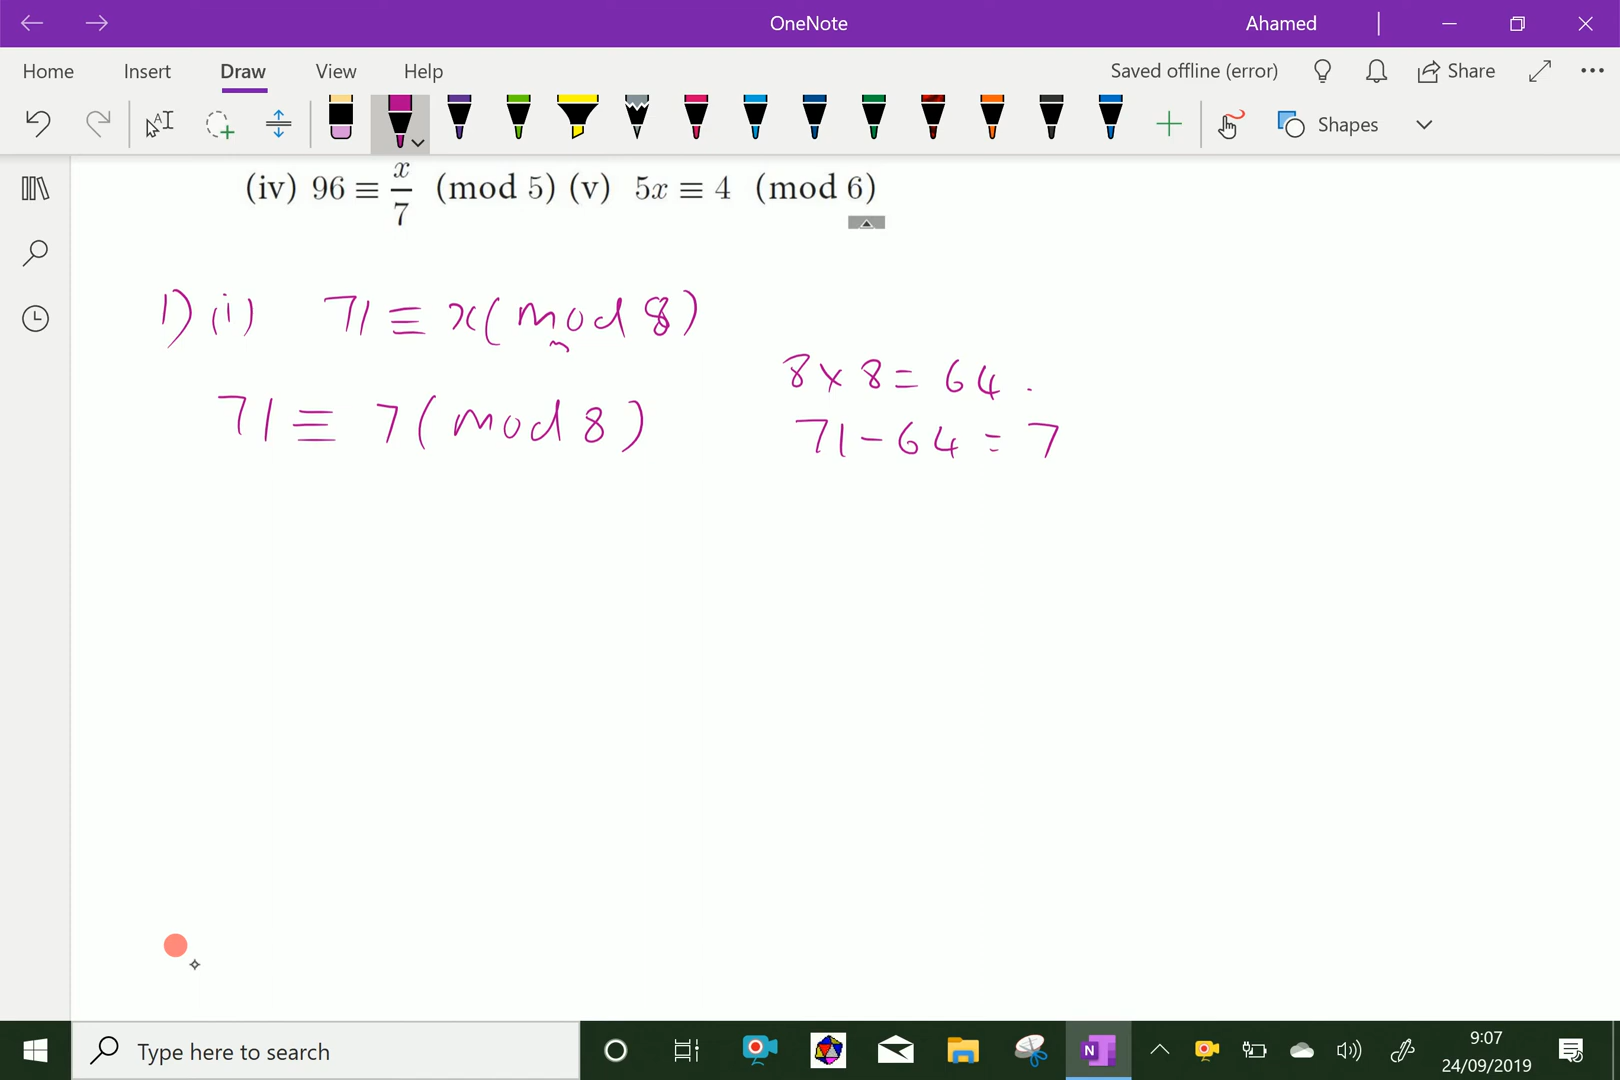 OneNote
Ahamed
Home Insert Draw View Help
Saved offline (error) Share
Shapes
(iv) 96 ≡ x/7 (mod 5) (v) 5x ≡ 4 (mod 6)
1) (i) 71 ≡ x (mod 8)
8 × 8 = 64 .
71 ≡ 7 (mod 8)
71 − 64 = 7
Type here to search
N
9:07
24/09/2019